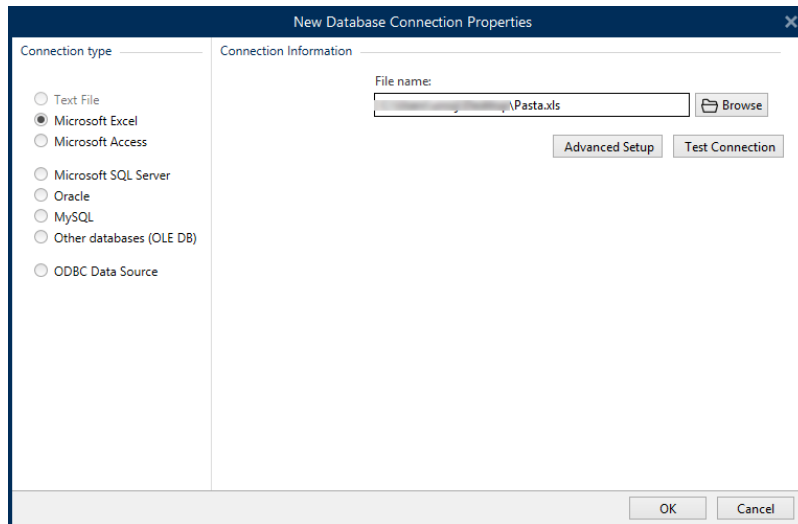 New Database Connection Properties
Connection type
Text File
Microsoft Excel
Microsoft Access
Microsoft SQL Server
Oracle
MySQL
Other databases (OLE DB)
ODBC Data Source
Connection Information
File name:
\Pasta.xls
Browse
Advanced Setup
Test Connection
OK
Cancel